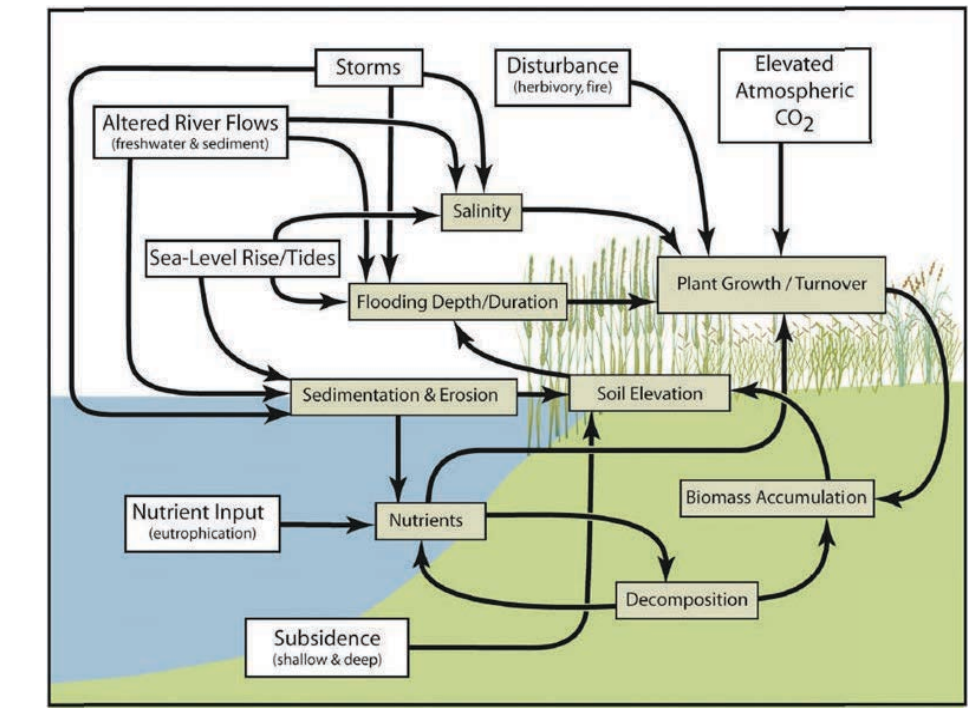 Storms
Disturbance
(herbivory, fire)
Elevated
Atmospheric
CO2
Altered River Flows
(freshwater & sediment)
Salinity
Sea-Level Rise/Tides
Plant Growth / Turnover
Flooding Depth/Duration
Sedimentation & Erosion
Soil Elevation
Nutrient Input
(eutrophication)
Nutrients
Biomass Accumulation
Decomposition
Subsidence
(shallow & deep)